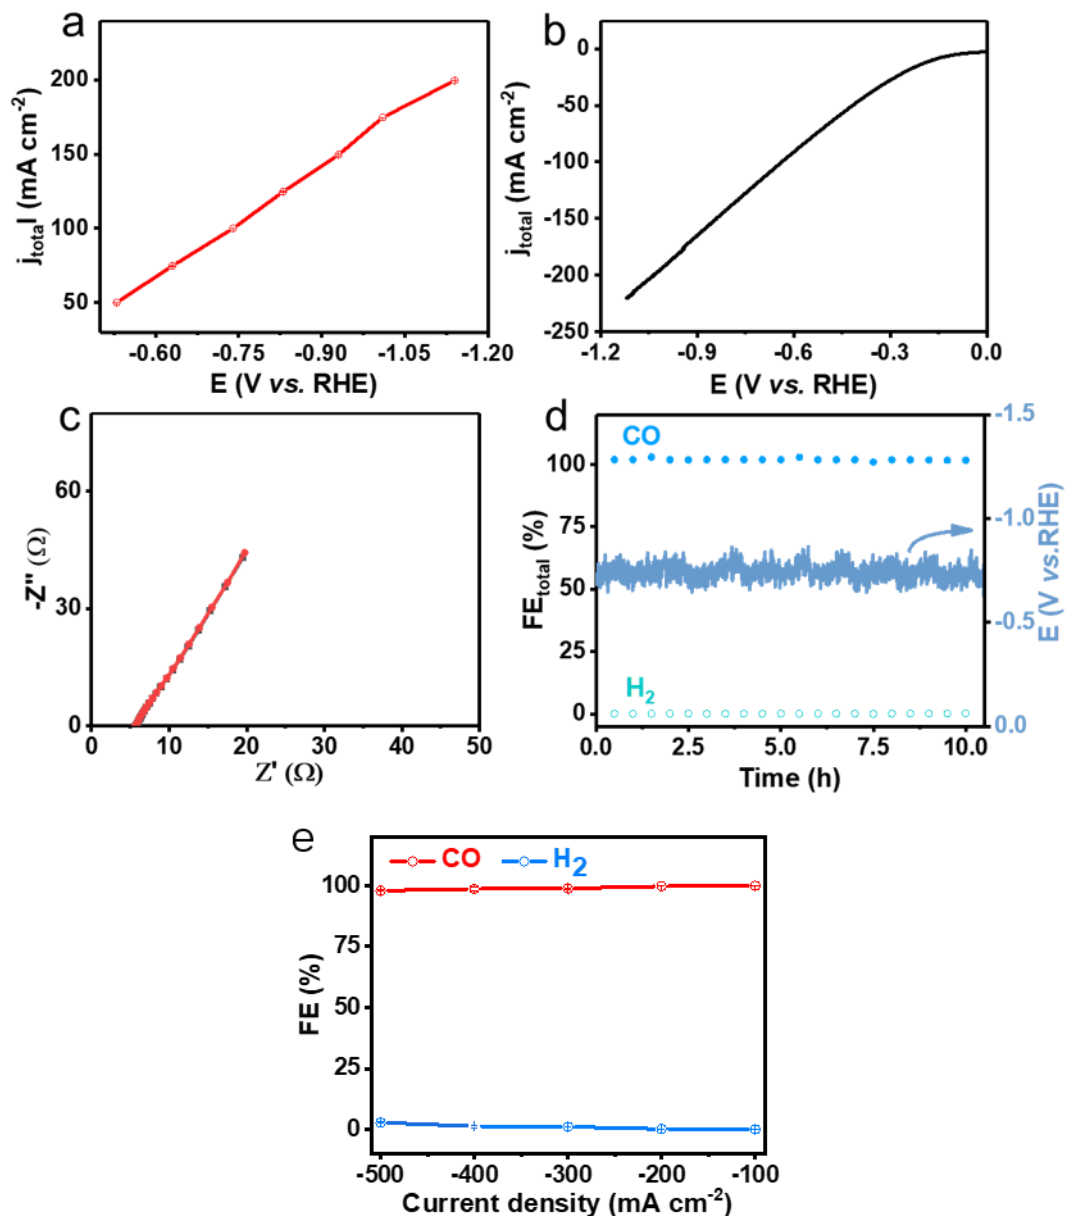 a
j_total (mA cm⁻²)
200
150
100
50
-0.60 -0.75 -0.90 -1.05 -1.20
E (V vs. RHE)
b
j_total (mA cm⁻²)
0
-50
-100
-150
-200
-250
-1.2 -0.9 -0.6 -0.3 0.0
E (V vs. RHE)
c
-Z'' (Ω)
60
30
0
0 10 20 30 40 50
Z' (Ω)
d
FE_total (%)
100
75
50
25
0
CO
H₂
0.0 2.5 5.0 7.5 10.0
Time (h)
-1.5
-1.0
-0.5
0.0
E (V vs.RHE)
e
CO H₂
FE (%)
100
75
50
25
0
-500 -400 -300 -200 -100
Current density (mA cm⁻²)